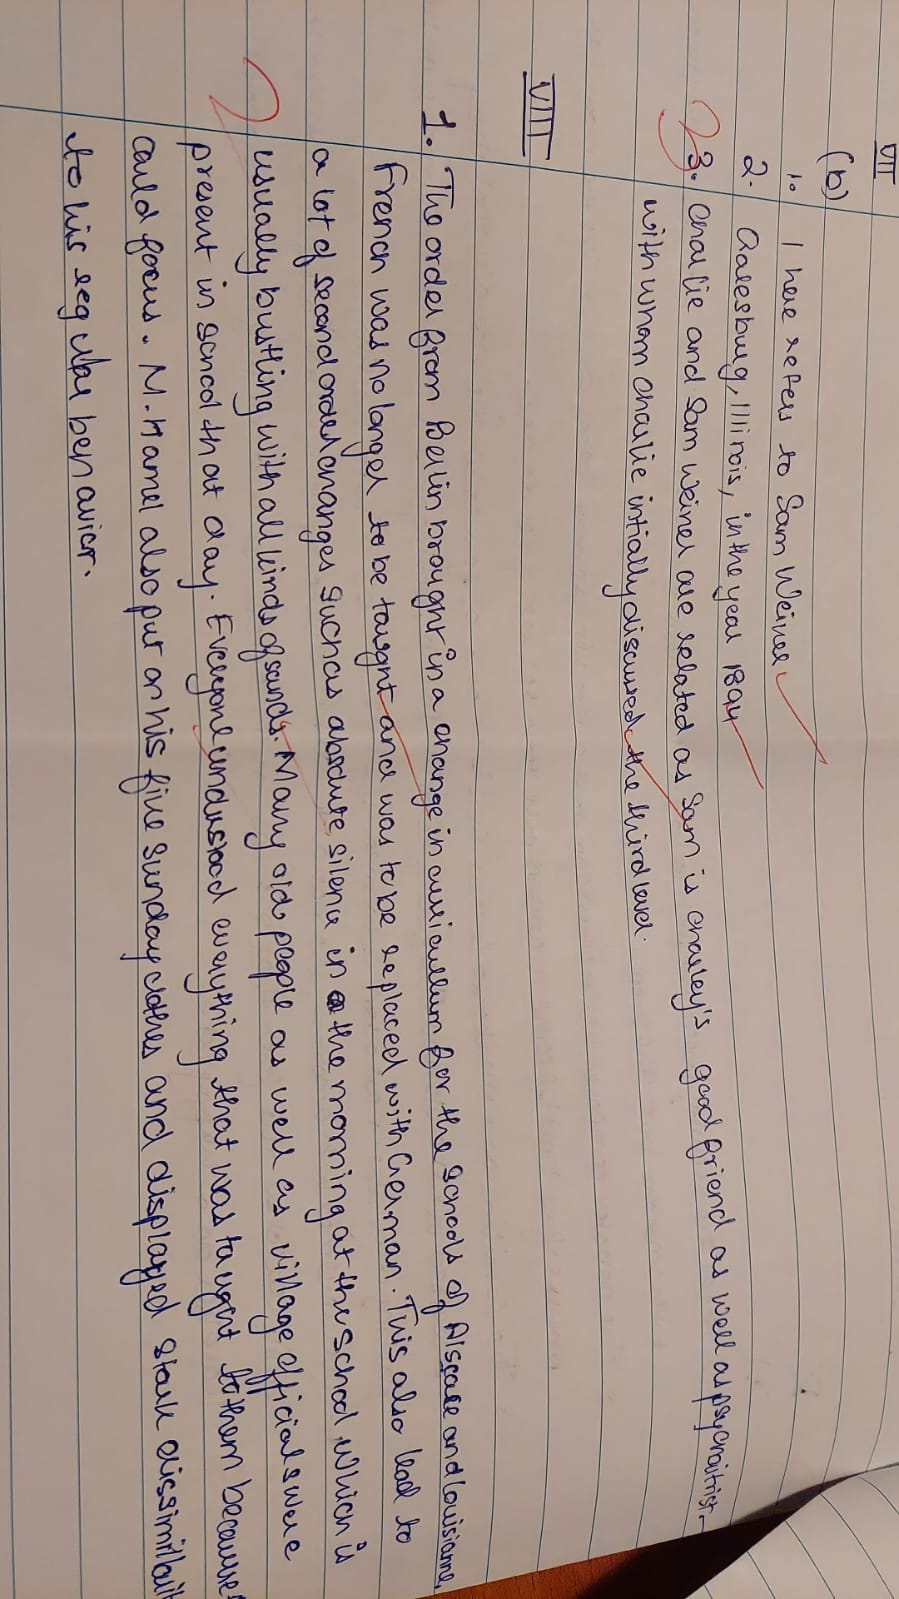 VII
(b)
1. I here refers to Sam Weiner
2. Galesburg, Illinois, in the year 1894
3 3. Charlie and Sam Weiner are related as Sam is charley's good friend as well as psychaitrist.
with whom Charlie intially discussed the third level.
VIII
1. The order from Berlin brought in a change in curricullum for the schools of Alscase and Louisianne,
French was no longer to be taught and was to be replaced with German. This also lead to
a lot of second order changes such as absolute silence in the morning at the school which is
usually bustling with all kinds of sounds. Many old people as well as village officials were
2 present in school that day. Everyone understood everything that was taught to them because
could focus. M. Hamel also put on his fine sunday clothes and displayed stark
to his regular behavior.